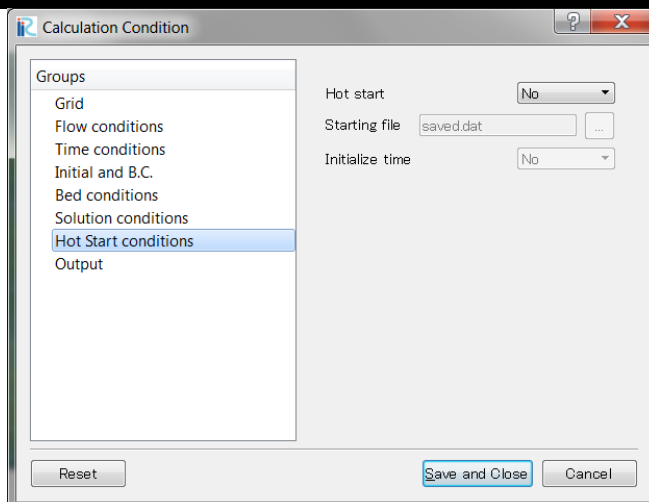 iRIC Calculation Condition
Groups
Grid
Flow conditions
Time conditions
Initial and B.C.
Bed conditions
Solution conditions
Hot Start conditions
Output
Hot start No
Starting file saved.dat ...
Initialize time No
Reset Save and Close Cancel